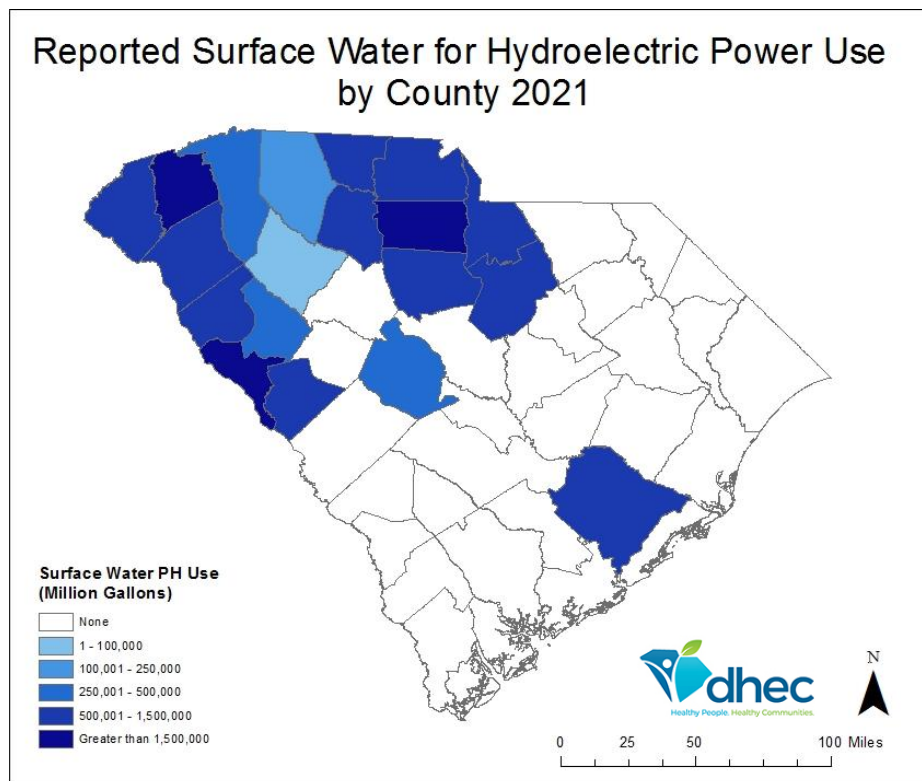 Reported Surface Water for Hydroelectric Power Use
by County 2021
Surface Water PH Use
(Million Gallons)
None
1 - 100,000
100,001 - 250,000
250,001 - 500,000
500,001 - 1,500,000
Greater than 1,500,000
dhec
Healthy People. Healthy Communities.
N
0 25 50 100 Miles